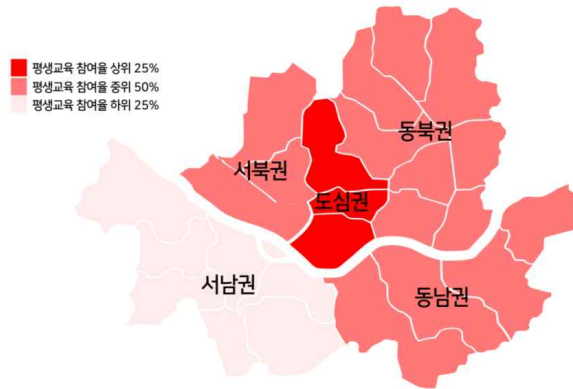 평생교육 참여율 상위 25%
평생교육 참여율 중위 50%
평생교육 참여율 하위 25%
동북권
서북권
도심권
서남권
동남권